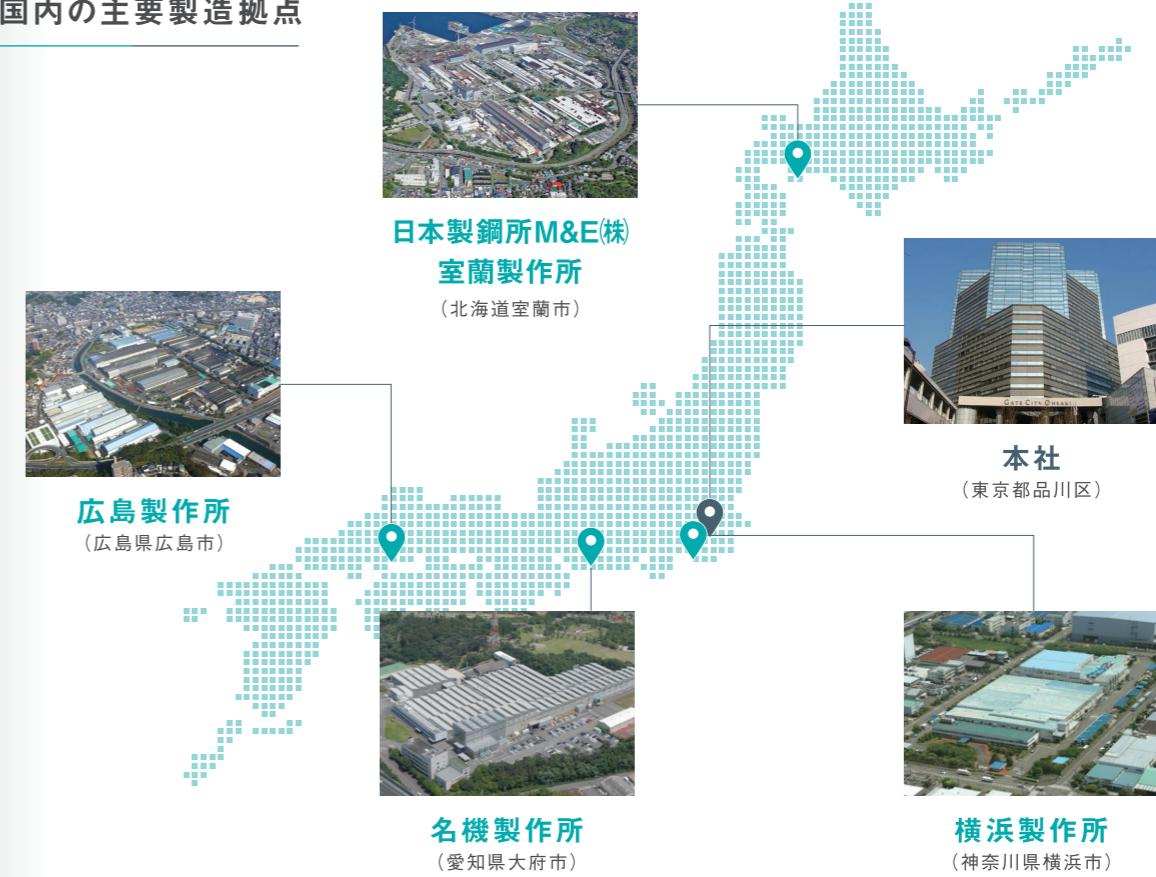 国内の主要製造拠点
日本製鋼所M&E㈱
室蘭製作所
（北海道室蘭市）
広島製作所
（広島県広島市）
GATE CITY OHSAKI
本社
（東京都品川区）
名機製作所
（愛知県大府市）
横浜製作所
（神奈川県横浜市）